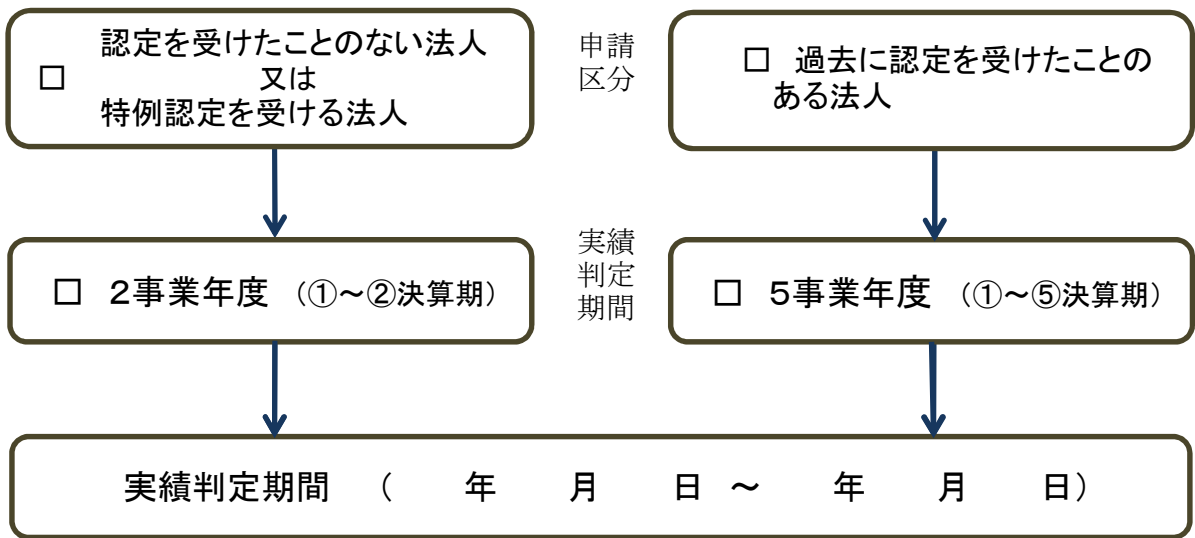 認定を受けたことのない法人
□ 又は
特例認定を受ける法人
申請
区分
□ 過去に認定を受けたことの
ある法人
□ 2事業年度 (①～②決算期)
実績
判定
期間
□ 5事業年度 (①～⑤決算期)
実績判定期間 ( 年 月 日 ～ 年 月 日)